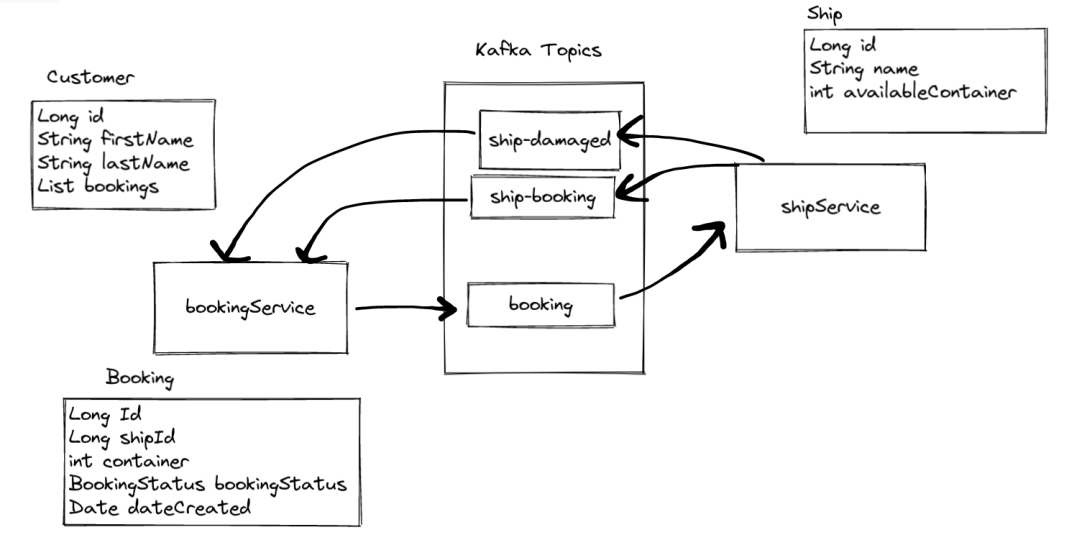 Ship
Long id
String name
int availableContainer
Kafka Topics
ship-damaged
ship-booking
booking
shipService
Customer
Long id
String firstName
String lastName
List bookings
bookingService
Booking
Long Id
Long shipId
int container
BookingStatus bookingStatus
Date dateCreated